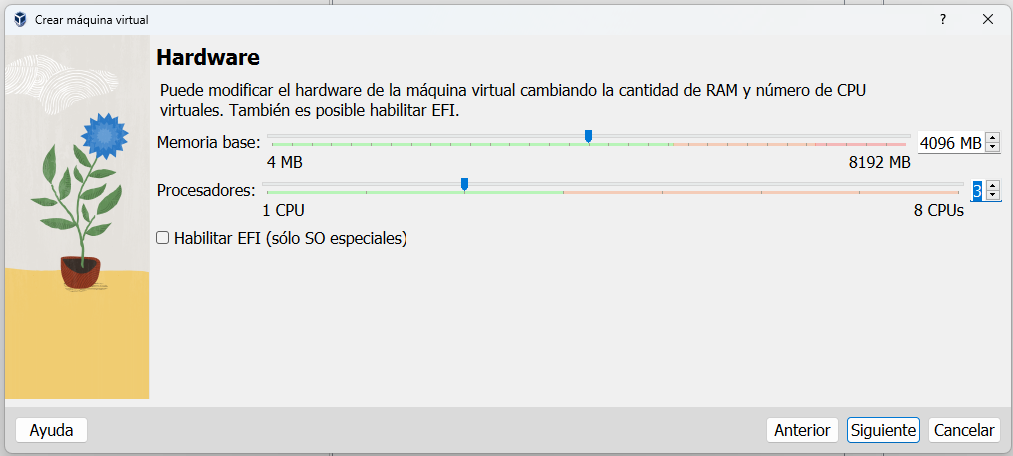 Crear máquina virtual
?
Hardware
Puede modificar el hardware de la máquina virtual cambiando la cantidad de RAM y número de CPU
virtuales. También es posible habilitar EFI.
Memoria base:
4096 MB
4 MB
8192 MB
Procesadores:
3
1 CPU
8 CPUs
Habilitar EFI (sólo SO especiales)
Ayuda
Anterior
Siguiente
Cancelar